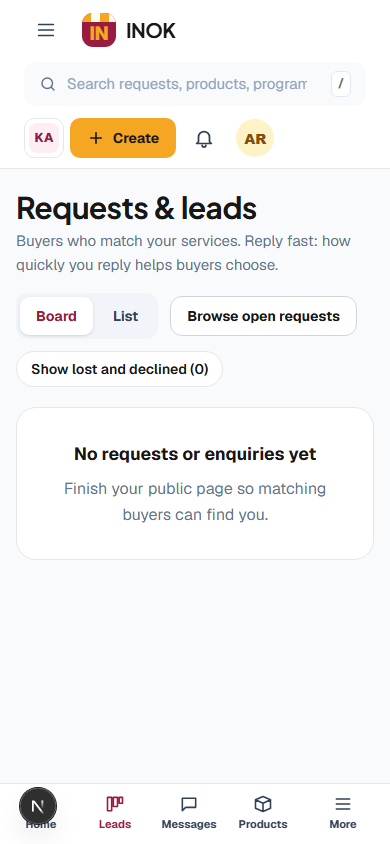 IN INOK
Search requests, products, program /
KA + Create AR
Requests & leads
Buyers who match your services. Reply fast: how
quickly you reply helps buyers choose.
Board List Browse open requests
Show lost and declined (0)
No requests or enquiries yet
Finish your public page so matching
buyers can find you.
N
Home Leads Messages Products More